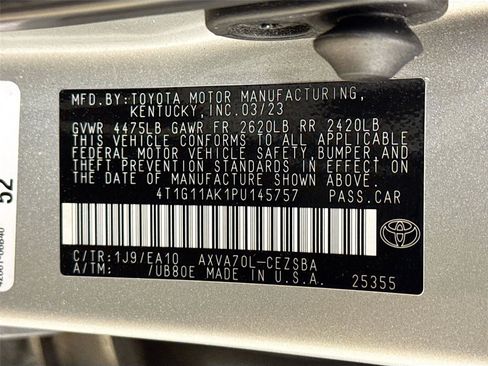 MFD.BY:TOYOTA MOTOR MANUFACTURING,
KENTUCKY,INC.03/23
GVWR 4475LB GAWR FR 2620LB RR 2420LB
THIS VEHICLE CONFORMS TO ALL APPLICABLE
FEDERAL MOTOR VEHICLE SAFETY,BUMPER,AND
THEFT PREVENTION STANDARDS IN EFFECT ON
THE DATE OF MANUFACTURE SHOWN ABOVE.
4T1G11AK1PU145757 PASS.CAR
C/TR:1J9/EA10 AXVA70L-CEZSBA
A/TM: /UB80E MADE IN U.S.A. 25355
52